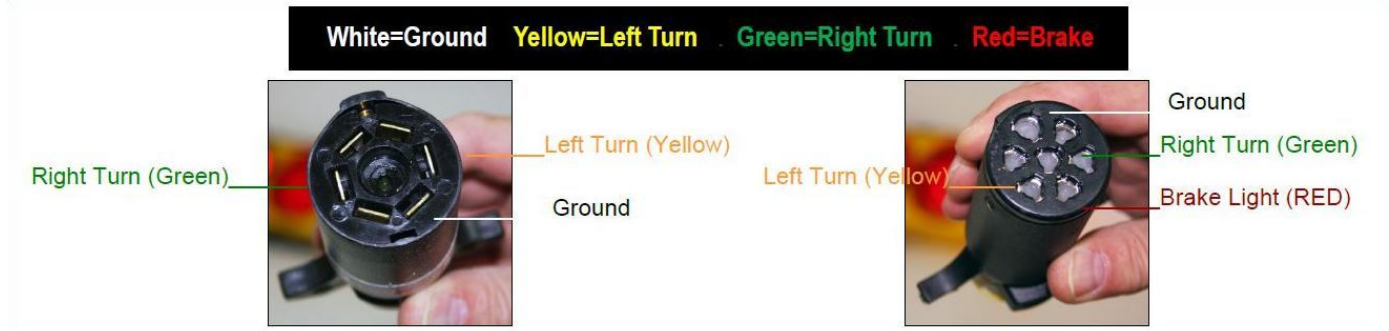 White=Ground Yellow=Left Turn . Green=Right Turn . Red=Brake
Right Turn (Green)
Left Turn (Yellow)
Ground
Ground
Right Turn (Green)
Left Turn (Yellow)
Brake Light (RED)